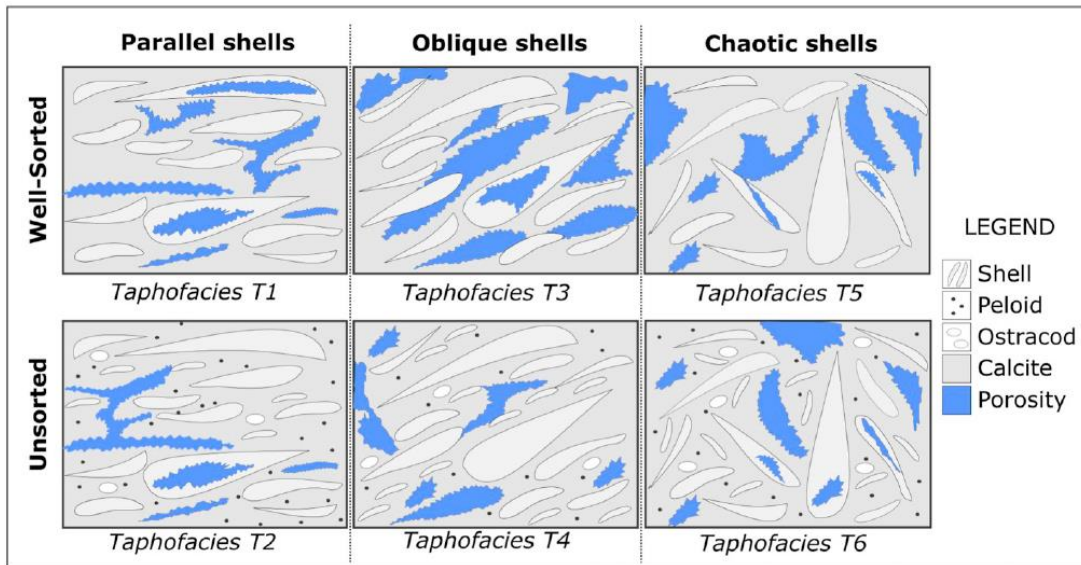 Parallel shells
Oblique shells
Chaotic shells
Well-Sorted
Taphofacies T1
Taphofacies T3
Taphofacies T5
Unsorted
Taphofacies T2
Taphofacies T4
Taphofacies T6
LEGEND
Shell
Peloid
Ostracod
Calcite
Porosity